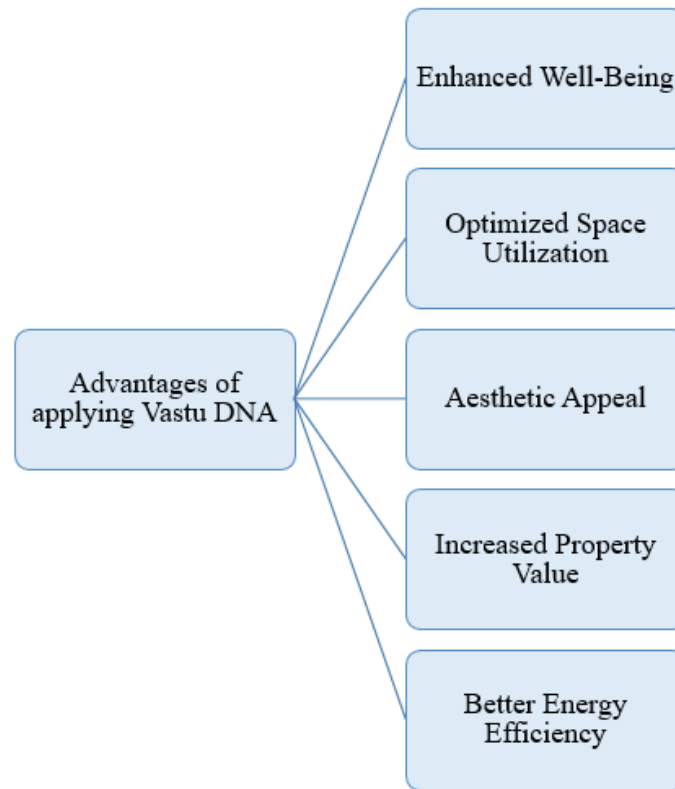 Enhanced Well-Being
Optimized Space
Utilization
Advantages of
applying Vastu DNA
Aesthetic Appeal
Increased Property
Value
Better Energy
Efficiency